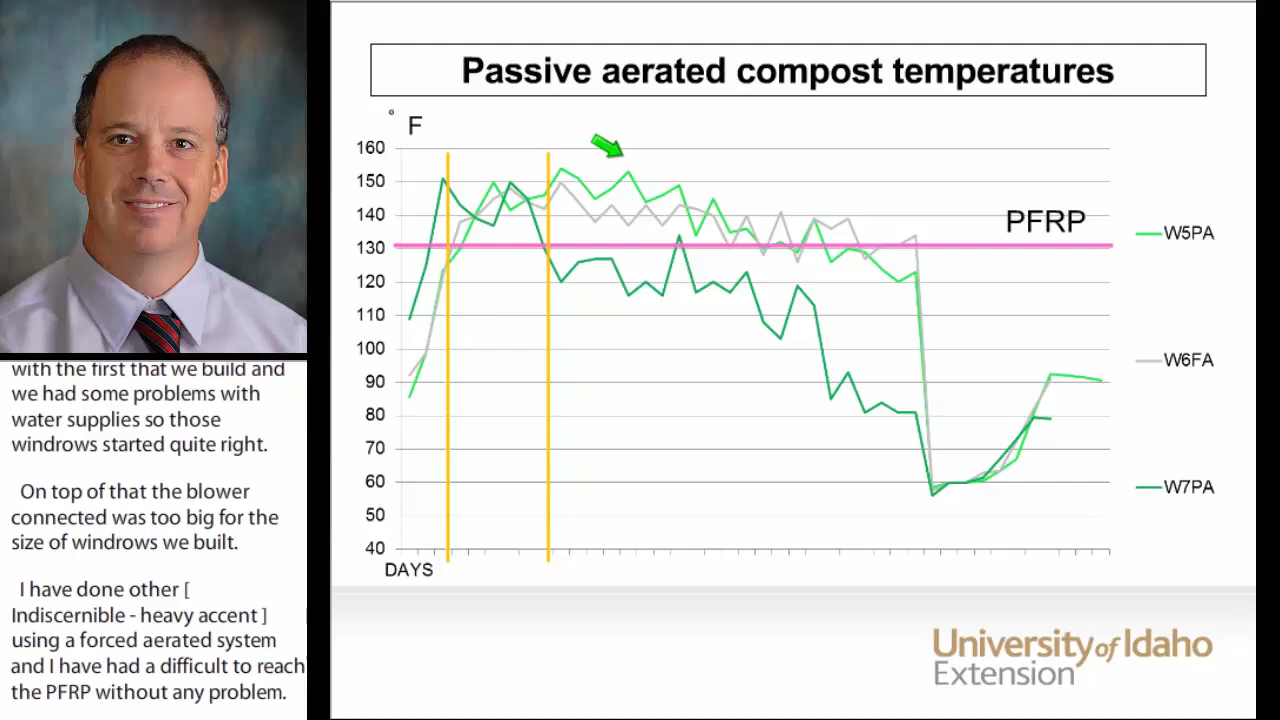 with the first that we build and
we had some problems with
water supplies so those
windrows started quite right.
On top of that the blower
connected was too big for the
size of windrows we built.
I have done other [
Indiscernible - heavy accent ]
using a forced aerated system
and I have had a difficult to reach
the PFRP without any problem.
Passive aerated compost temperatures
° F
160
150
140
130
120
110
100
90
80
70
60
50
40
DAYS
PFRP
W5PA
W6FA
W7PA
University of Idaho
Extension